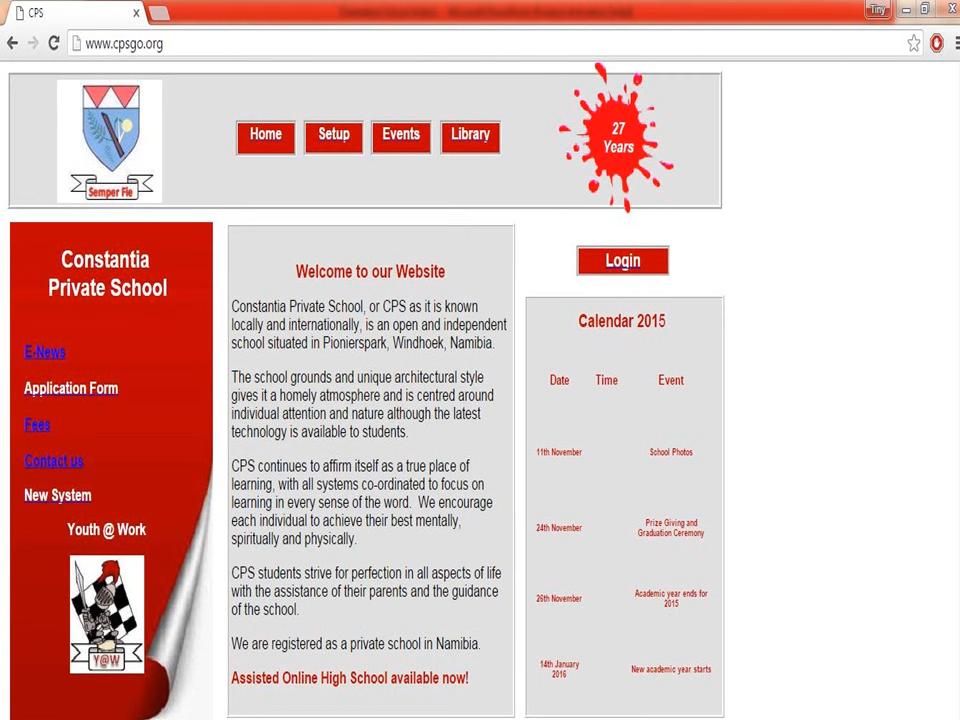 CPS
Tiny
www.cpsgo.org
Semper Fie
Home
Setup
Events
Library
27
Years
Constantia
Private School
E-News
Application Form
Fees
Contact us
New System
Youth @ Work
Y@W
Welcome to our Website
Constantia Private School, or CPS as it is known
locally and internationally, is an open and independent
school situated in Pionierspark, Windhoek, Namibia.
The school grounds and unique architectural style
gives it a homely atmosphere and is centred around
individual attention and nature although the latest
technology is available to students.
CPS continues to affirm itself as a true place of
learning, with all systems co-ordinated to focus on
learning in every sense of the word.  We encourage
each individual to achieve their best mentally,
spiritually and physically.
CPS students strive for perfection in all aspects of life
with the assistance of their parents and the guidance
of the school.
We are registered as a private school in Namibia.
Assisted Online High School available now!
Login
Calendar 2015
Date Time Event
11th November School Photos
24th November Prize Giving and
Graduation Ceremony
26th November Academic year ends for
2015
14th January
2016 New academic year starts